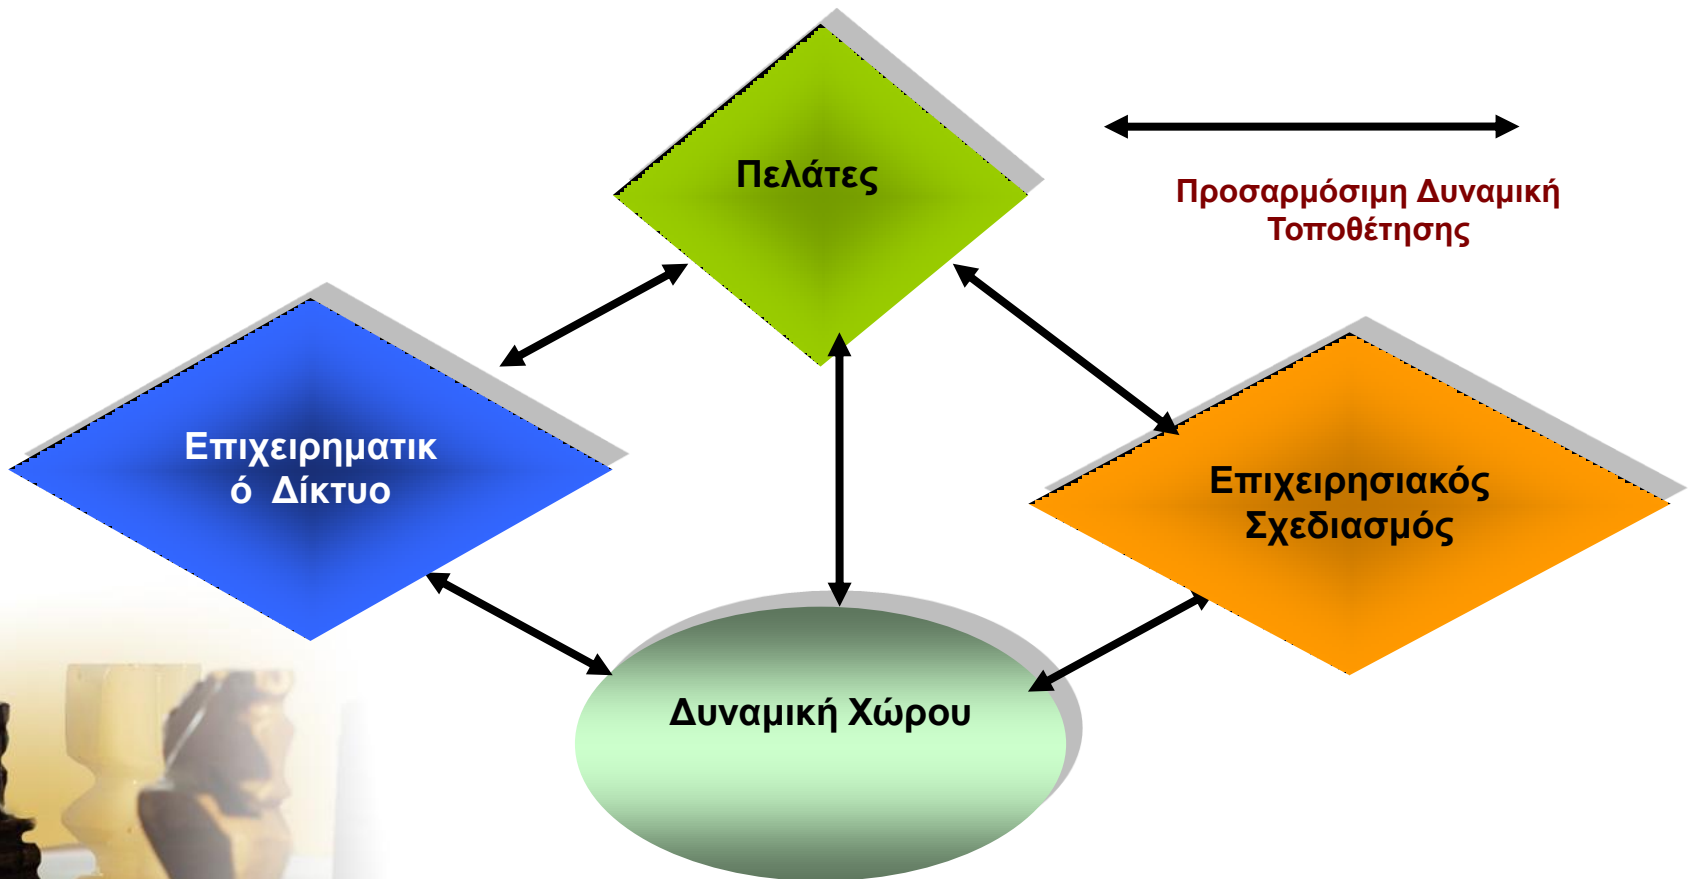 Πελάτες
Προσαρμόσιμη Δυναμική
Τοποθέτησης
Επιχειρηματικ
ό Δίκτυο
Επιχειρησιακός
Σχεδιασμός
Δυναμική Χώρου